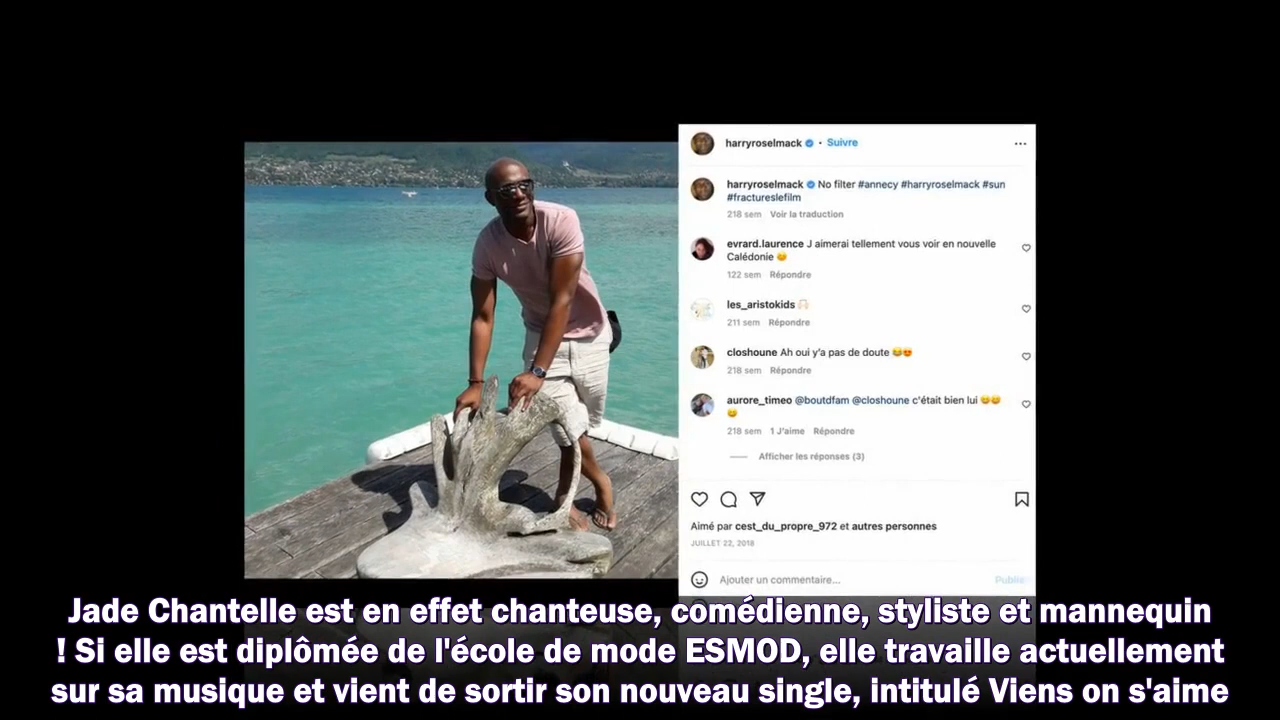 harryroselmack • Suivre
harryroselmack No filter #annecy #harryroselmack #sun
#fractureslefilm
218 sem Voir la traduction
evrard.laurence J aimerai tellement vous voir en nouvelle
Calédonie 😊
122 sem Répondre
les_aristokids
211 sem Répondre
closhoune Ah oui y'a pas de doute 😂😍
218 sem Répondre
aurore_timeo @boutdfam @closhoune c'était bien lui 😄😄
😄
218 sem 1 J'aime Répondre
Afficher les réponses (3)
Aimé par cest_du_propre_972 et autres personnes
JUILLET 22, 2018
Ajouter un commentaire... Publier
Jade Chantelle est en effet chanteuse, comédienne, styliste et mannequin
! Si elle est diplômée de l'école de mode ESMOD, elle travaille actuellement
sur sa musique et vient de sortir son nouveau single, intitulé Viens on s'aime